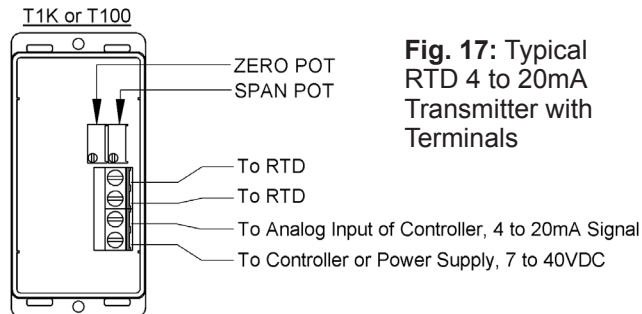 T1K or T100
ZERO POT
SPAN POT
To RTD
To RTD
To Analog Input of Controller, 4 to 20mA Signal
To Controller or Power Supply, 7 to 40VDC
Fig. 17: Typical
RTD 4 to 20mA
Transmitter with
Terminals